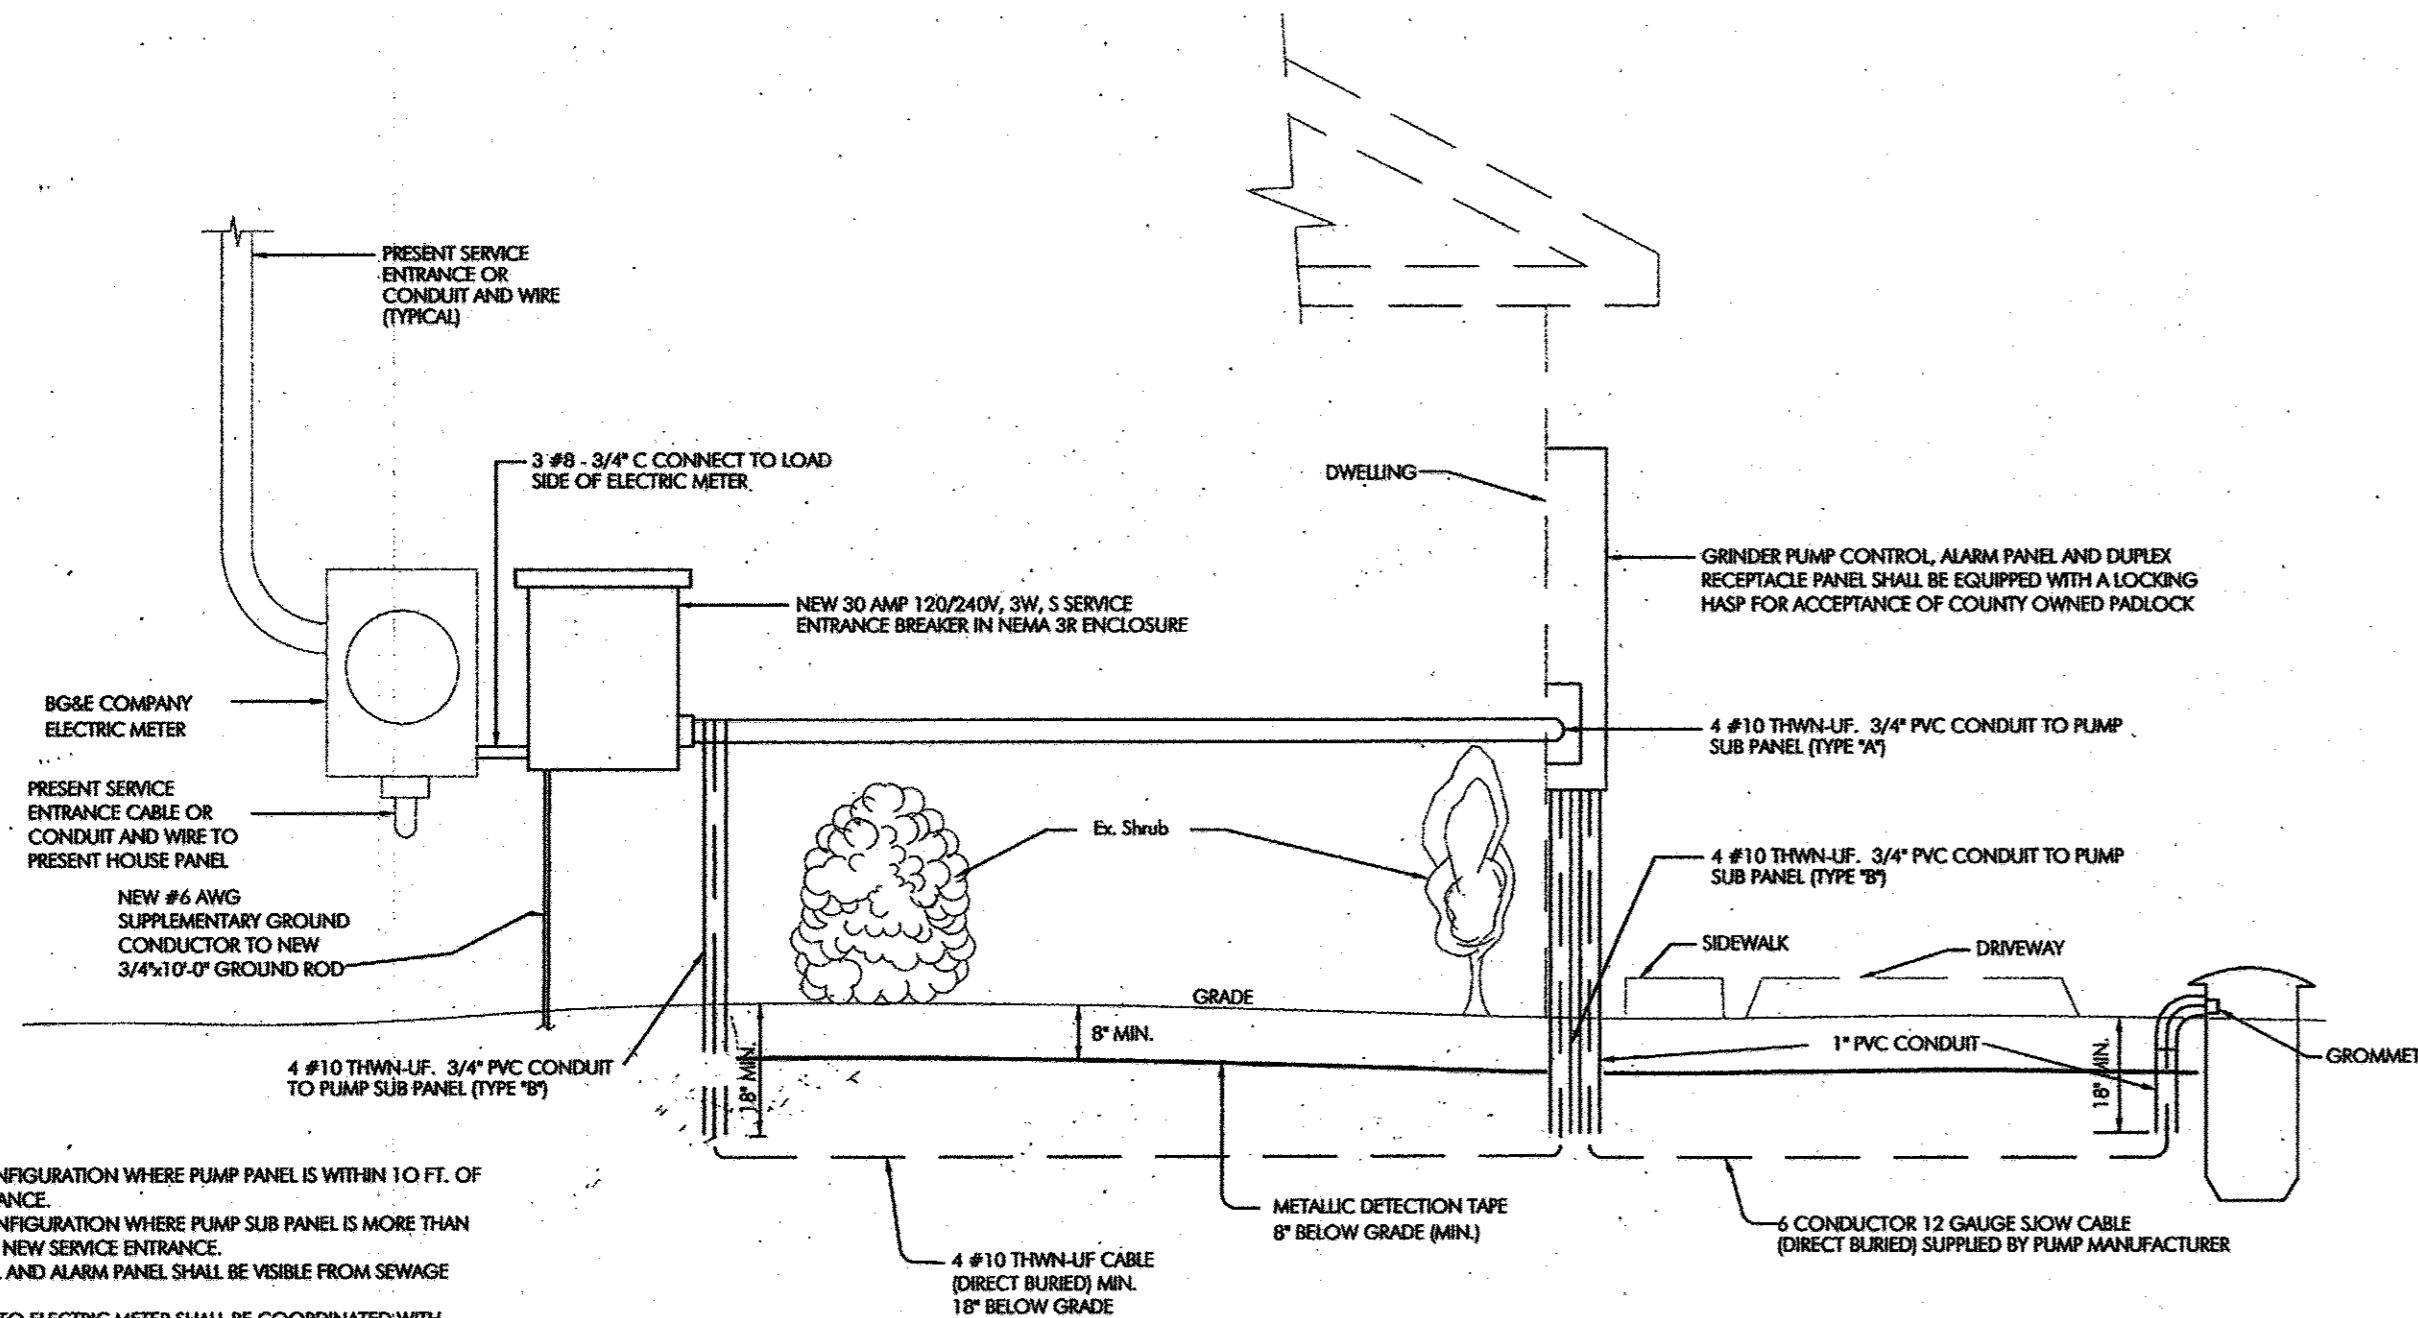 PRESENT SERVICE
ENTRANCE OR
CONDUIT AND WIRE
(TYPICAL)
3 #8 - 3/4" C CONNECT TO LOAD
SIDE OF ELECTRIC METER
DWELLING
GRINDER PUMP CONTROL, ALARM PANEL AND DUPLEX
RECEPTACLE PANEL SHALL BE EQUIPPED WITH A LOCKING
HASP FOR ACCEPTANCE OF COUNTY OWNED PADLOCK
NEW 30 AMP 120/240V, 3W, S SERVICE
ENTRANCE BREAKER IN NEMA 3R ENCLOSURE
BG&E COMPANY
ELECTRIC METER
4 #10 THWN-UF. 3/4" PVC CONDUIT TO PUMP
SUB PANEL (TYPE "A")
PRESENT SERVICE
ENTRANCE CABLE OR
CONDUIT AND WIRE TO
PRESENT HOUSE PANEL
Ex. Shrub
4 #10 THWN-UF. 3/4" PVC CONDUIT TO PUMP
SUB PANEL (TYPE "B")
NEW #6 AWG
SUPPLEMENTARY GROUND
CONDUCTOR TO NEW
3/4"x10'-0" GROUND ROD
SIDEWALK
DRIVEWAY
GRADE
8" MIN.
18" MIN.
1" PVC CONDUIT
18" MIN.
GROMMET
4 #10 THWN-UF. 3/4" PVC CONDUIT
TO PUMP SUB PANEL (TYPE "B")
NFIGURATION WHERE PUMP PANEL IS WITHIN 10 FT. OF
ANCE.
NFIGURATION WHERE PUMP SUB PANEL IS MORE THAN
NEW SERVICE ENTRANCE.
AND ALARM PANEL SHALL BE VISIBLE FROM SEWAGE
TO ELECTRIC METER SHALL BE COORDINATED WITH
METALLIC DETECTION TAPE
8" BELOW GRADE (MIN.)
4 #10 THWN-UF CABLE
(DIRECT BURIED) MIN.
18" BELOW GRADE
6 CONDUCTOR 12 GAUGE SJOW CABLE
(DIRECT BURIED) SUPPLIED BY PUMP MANUFACTURER